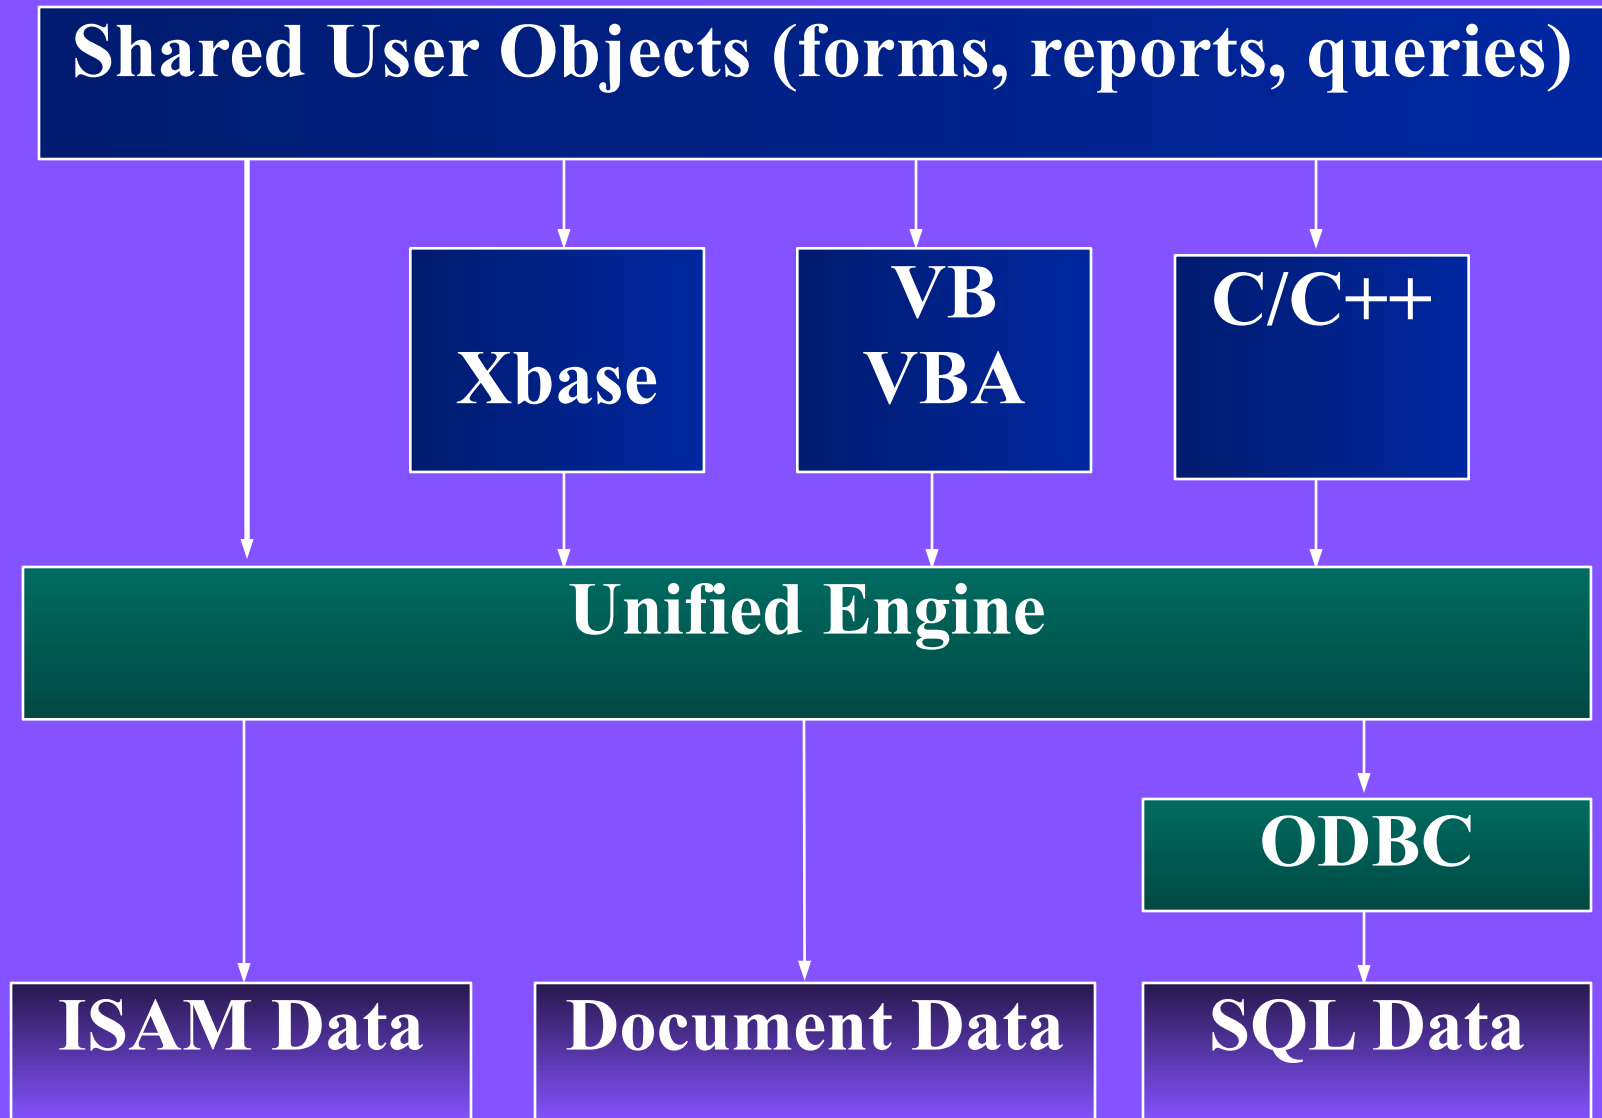 Shared User Objects (forms, reports, queries)
Xbase
VB
VBA
C/C++
Unified Engine
ODBC
ISAM Data
Document Data
SQL Data